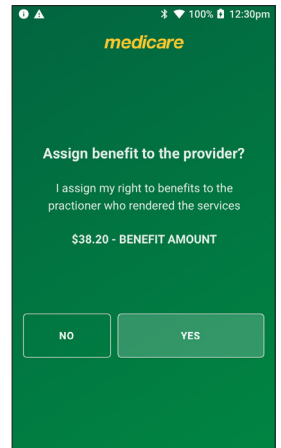 100% 12:30pm
medicare
Assign benefit to the provider?
I assign my right to benefits to the
practioner who rendered the services
$38.20 - BENEFIT AMOUNT
NO YES